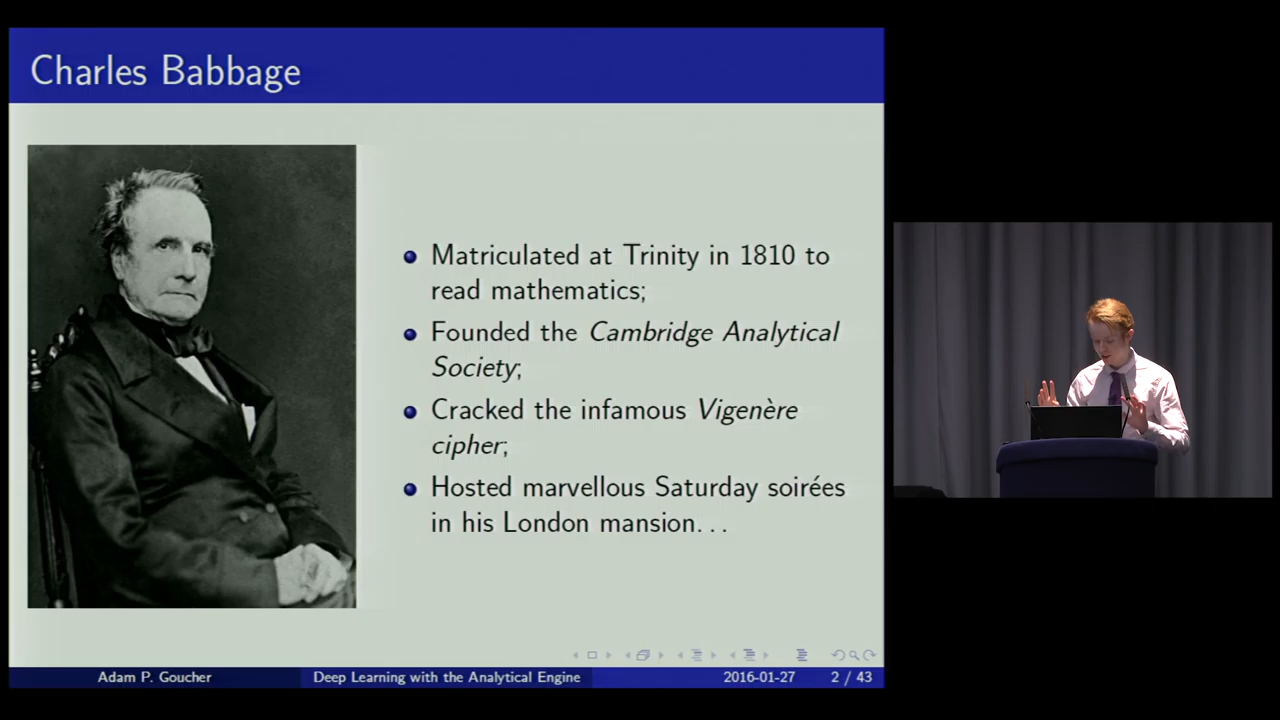 Charles Babbage
Matriculated at Trinity in 1810 to
read mathematics;
Founded the Cambridge Analytical
Society;
Cracked the infamous Vigenère
cipher;
Hosted marvellous Saturday soirées
in his London mansion...
Adam P. Goucher
Deep Learning with the Analytical Engine
2016-01-27
2 / 43